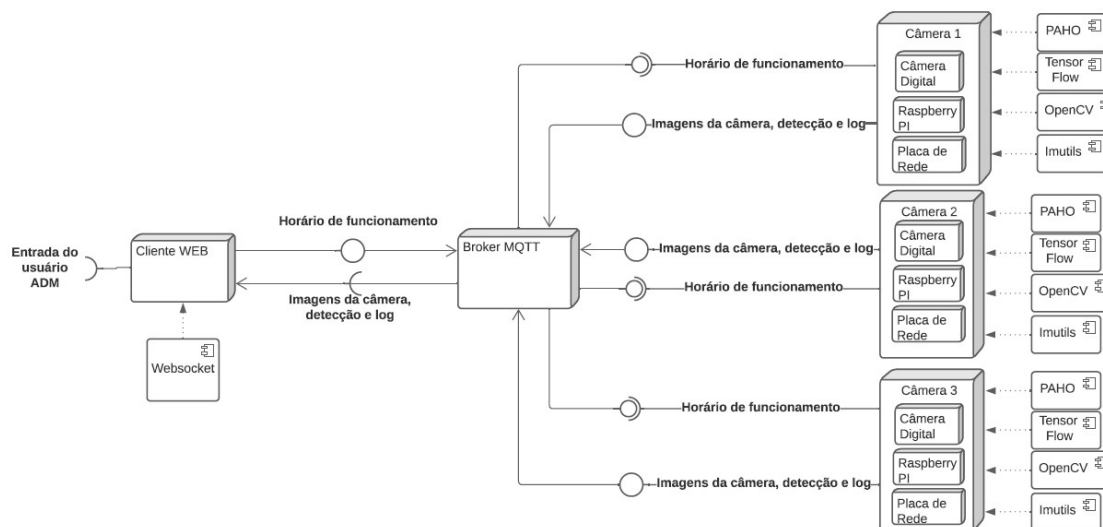 Entrada do
usuário
ADM
Cliente WEB
Websocket
Horário de funcionamento
Imagens da câmera,
detecção e log
Broker MQTT
Horário de funcionamento
Imagens da câmera, detecção e log
Câmera 1
Câmera
Digital
Raspberry
PI
Placa de
Rede
PAHO
Tensor
Flow
OpenCV
Imutils
Imagens da câmera, detecção e log
Horário de funcionamento
Câmera 2
Câmera
Digital
Raspberry
PI
Placa de
Rede
PAHO
Tensor
Flow
OpenCV
Imutils
Horário de funcionamento
Imagens da câmera, detecção e log
Câmera 3
Câmera
Digital
Raspberry
PI
Placa de
Rede
PAHO
Tensor
Flow
OpenCV
Imutils